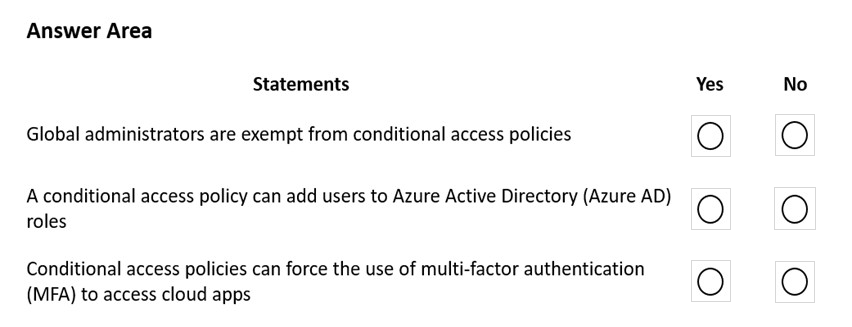 Answer Area
Statements Yes No
Global administrators are exempt from conditional access policies
A conditional access policy can add users to Azure Active Directory (Azure AD)
roles
Conditional access policies can force the use of multi-factor authentication
(MFA) to access cloud apps